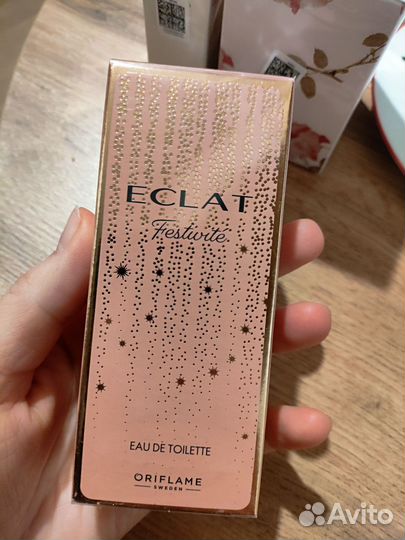 ECLAT
Festivité
EAU DE TOILETTE
ORIFLAME
SWEDEN
Avito